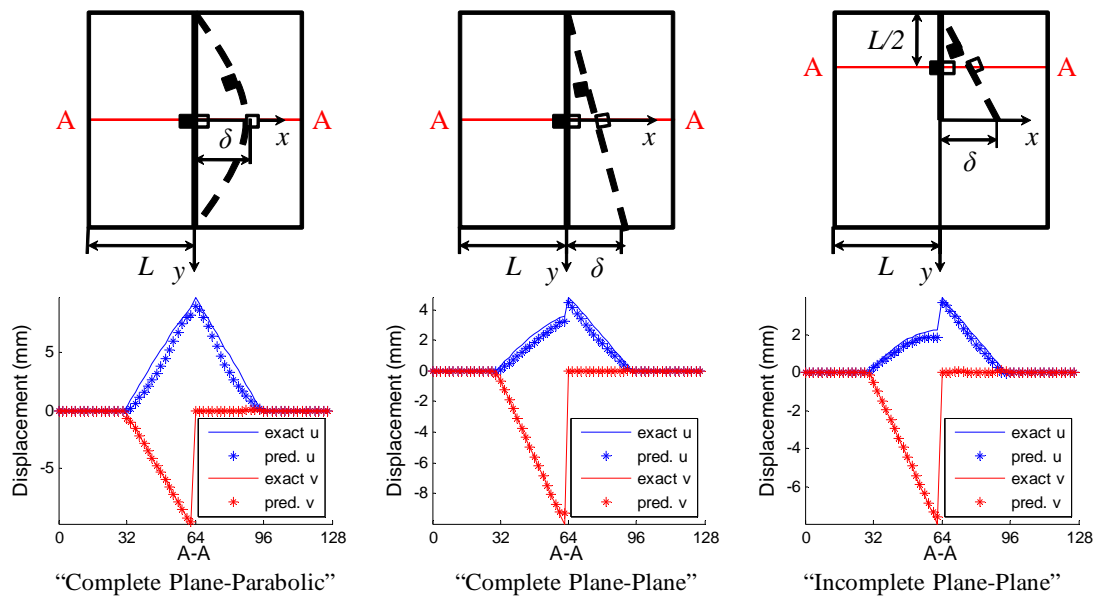 A
A
δ
x
L
y
A
A
x
L
y
δ
L/2
A
A
x
δ
L
y
Displacement (mm)
5
0
-5
exact u
pred. u
exact v
pred. v
0 32 64 96 128
A-A
"Complete Plane-Parabolic"
Displacement (mm)
4
2
0
-2
-4
-6
-8
exact u
pred. u
exact v
pred. v
0 32 64 96 128
A-A
"Complete Plane-Plane"
Displacement (mm)
2
0
-2
-4
-6
exact u
pred. u
exact v
pred. v
0 32 64 96 128
A-A
"Incomplete Plane-Plane"